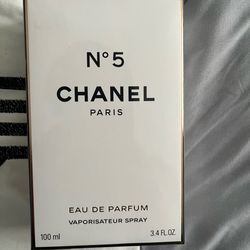 N°5
CHANEL
PARIS
EAU DE PARFUM
VAPORISATEUR SPRAY
100 ml 3.4 FL.OZ.